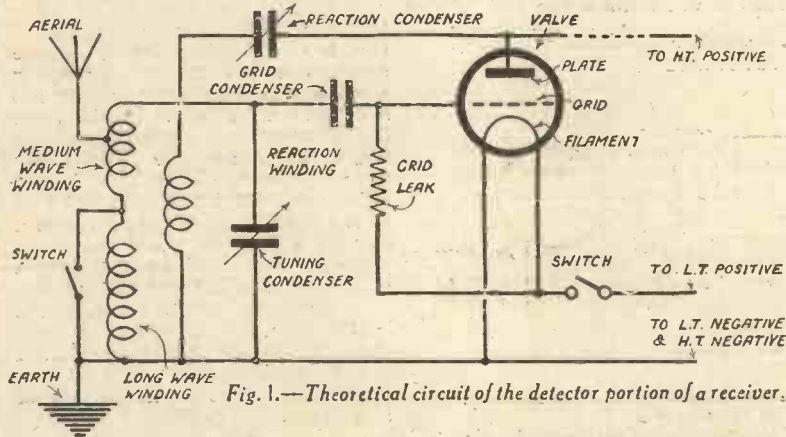 AERIAL
REACTION CONDENSER
VALVE
TO H.T. POSITIVE
GRID
CONDENSER
PLATE
GRID
FILAMENT
MEDIUM
WAVE
WINDING
REACTION
WINDING
GRID
LEAK
SWITCH
TUNING
CONDENSER
SWITCH
TO L.T. POSITIVE
TO L.T. NEGATIVE
& H.T. NEGATIVE
EARTH
LONG WAVE
WINDING
Fig. 1.—Theoretical circuit of the detector portion of a receiver.